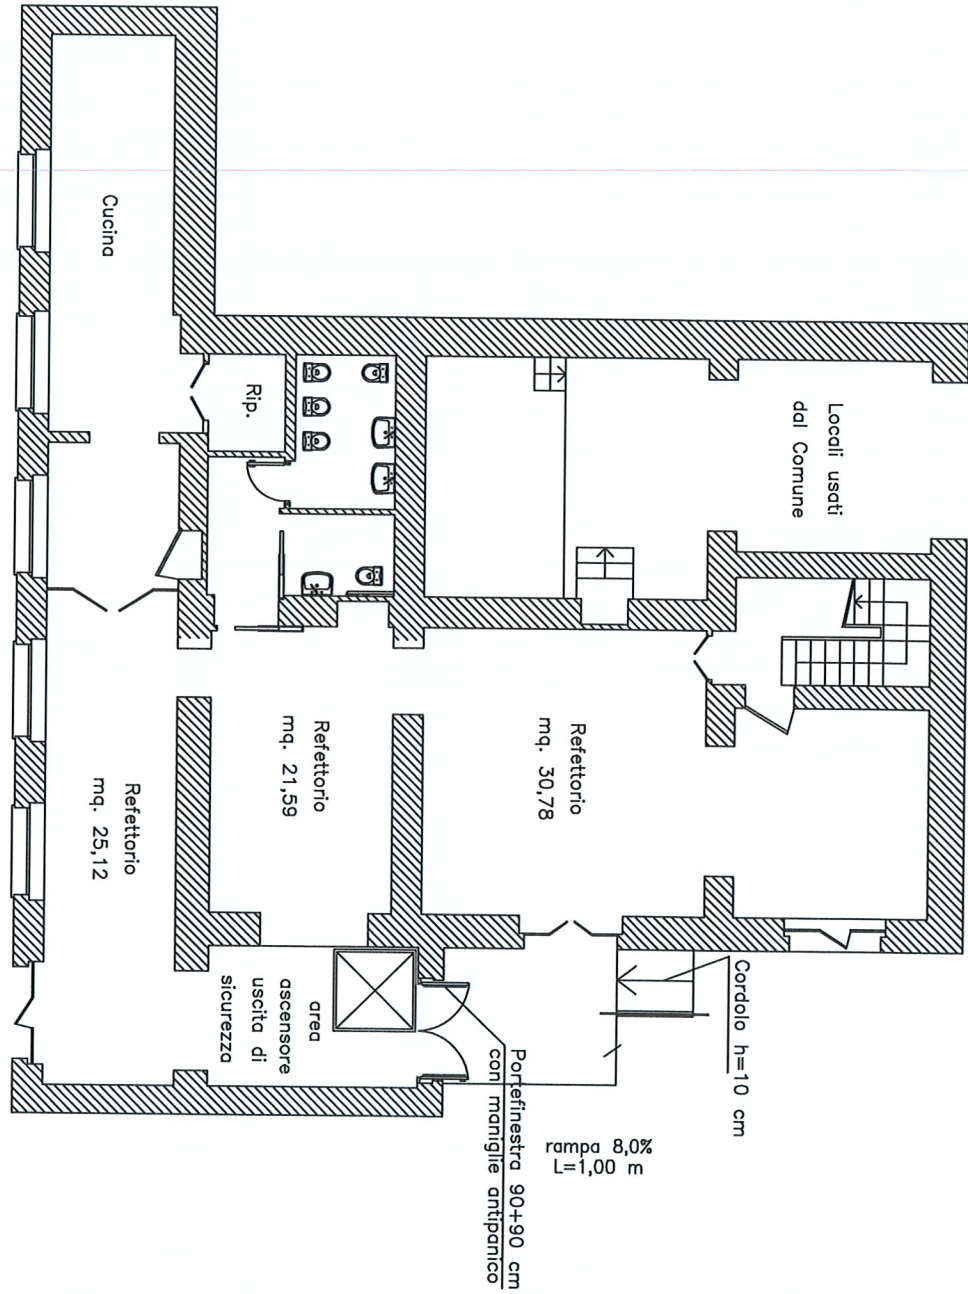 Cucina
Rip.
Locali usati
dal Comune
Refettorio
mq. 25,12
Refettorio
mq. 21,59
Refettorio
mq. 30,78
area
ascensore
uscita di
sicurezza
Cordolo h=10 cm
Portefinestra 90+90 cm
con maniglie antipanico
rampa 8,0%
L=1,00 m